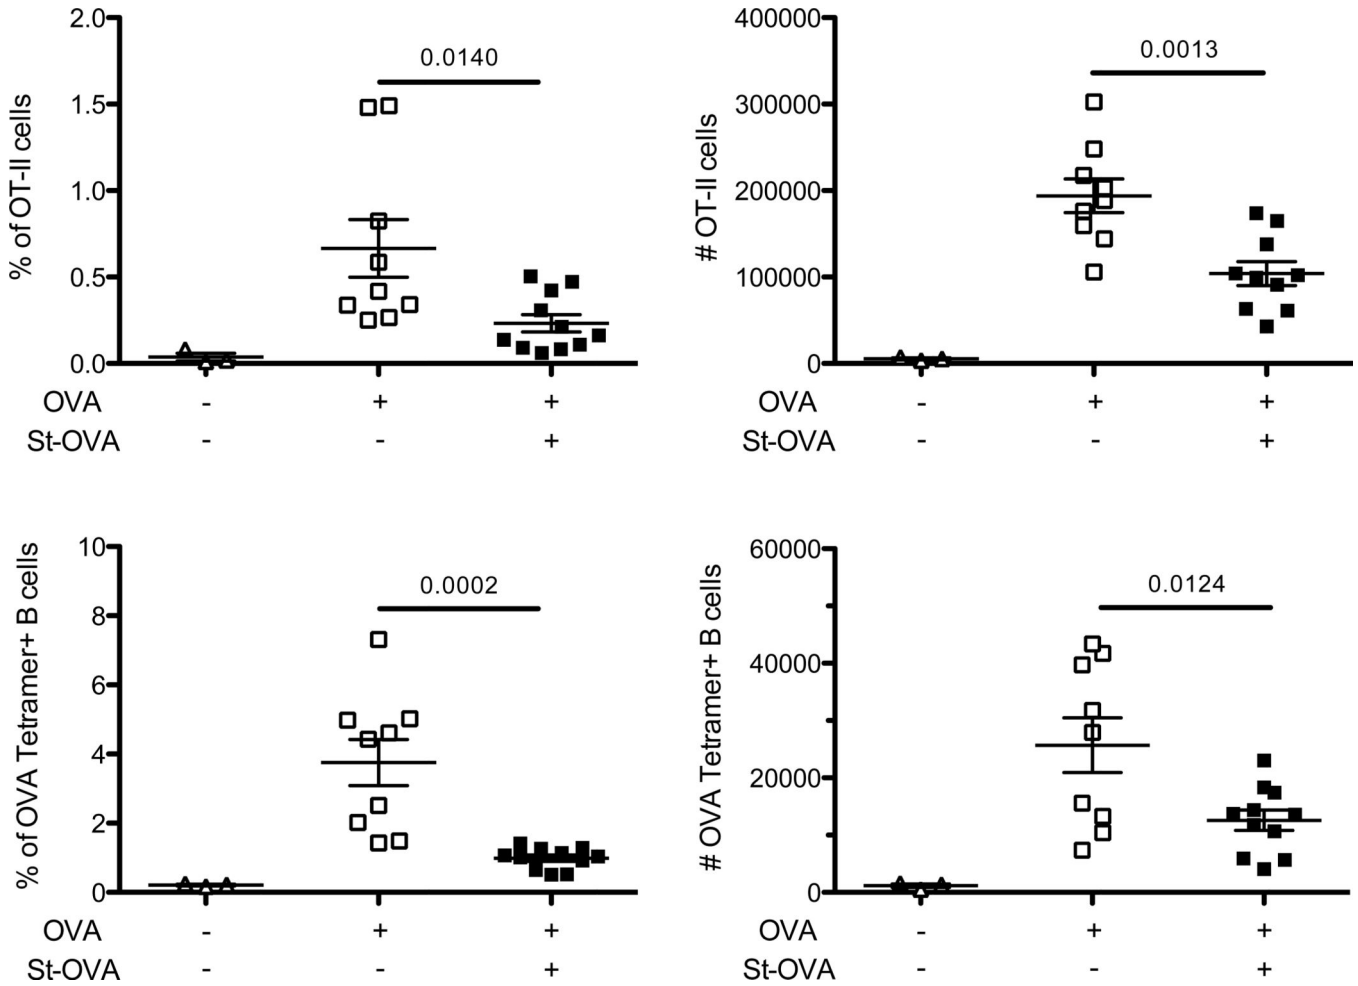 % of OT-II cells
2.0
1.5
1.0
0.5
0.0
0.0140
OVA - + +
St-OVA - - +
# OT-II cells
400000
300000
200000
100000
0
0.0013
OVA - + +
St-OVA - - +
% of OVA Tetramer+ B cells
10
8
6
4
2
0
0.0002
OVA - + +
St-OVA - - +
# OVA Tetramer+ B cells
60000
40000
20000
0
0.0124
OVA - + +
St-OVA - - +